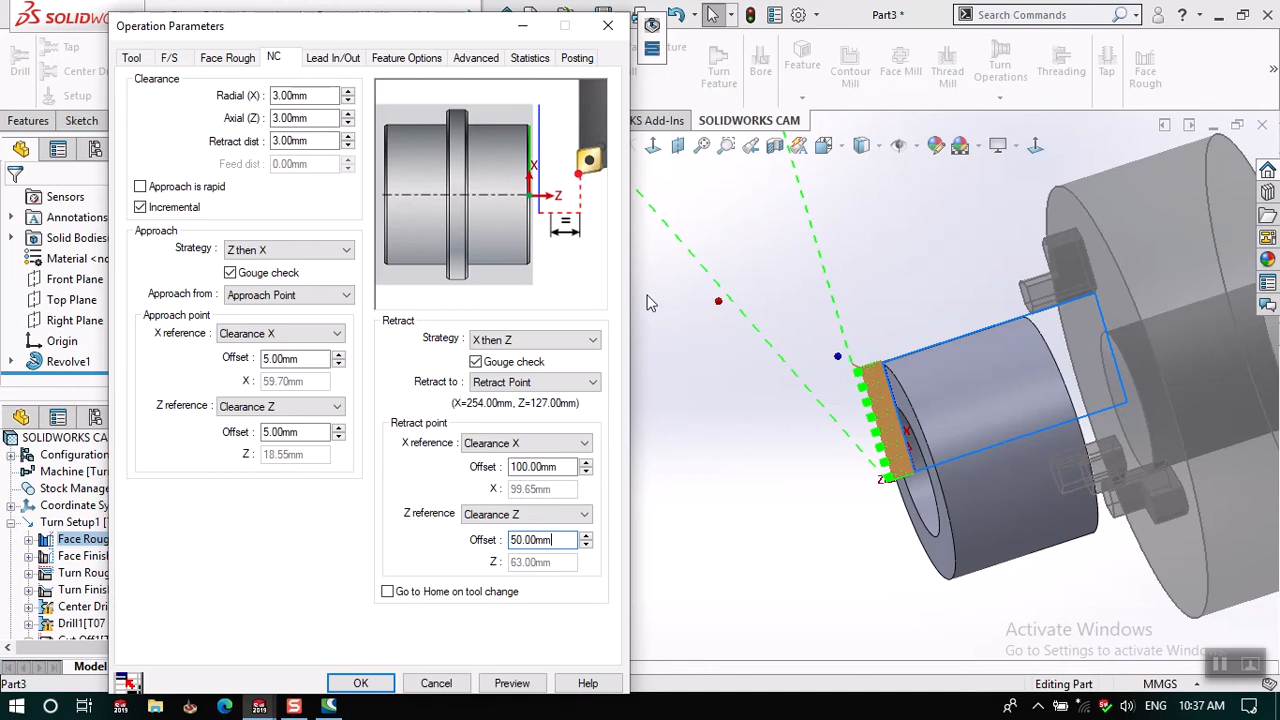 SOLIDWORKS
Part3 *
Search Commands
Drill
Tap
Center Dr
Setup
Turn Feature
Bore
Feature
Contour Mill
Face Mill
Thread Mill
Turn Operations
Threading
Tap
Face Rough
Features
Sketch
KS Add-Ins
SOLIDWORKS CAM
Sensors
Annotations
Solid Bodies
Material <no
Front Plane
Top Plane
Right Plane
Origin
Revolve1
SOLIDWORKS CAM
Configuration
Machine [T
Stock Manage
Coordinate Sy
Turn Setup1 [
Face Roug
Face Finish
Turn Roug
Turn Finis
Center Dri
Drill1[T07
Cut Off1[T
Model
Part3
Operation Parameters
Tool
F/S
Face Rough
NC
Lead In/Out
Feature Options
Advanced
Statistics
Posting
Clearance
Radial (X) : 3.00mm
Axial (Z) : 3.00mm
Retract dist : 3.00mm
Feed dist : 0.00mm
Approach is rapid
Incremental
Approach
Strategy : Z then X
Gouge check
Approach from : Approach Point
Approach point
X reference : Clearance X
Offset : 5.00mm
X : 59.70mm
Z reference : Clearance Z
Offset : 5.00mm
Z : 18.55mm
X
Z
=
Retract
Strategy : X then Z
Gouge check
Retract to : Retract Point
(X=254.00mm, Z=127.00mm)
Retract point
X reference : Clearance X
Offset : 100.00mm
X : 99.65mm
Z reference : Clearance Z
Offset : 50.00mm
Z : 63.00mm
Go to Home on tool change
OK
Cancel
Preview
Help
X
Z
Activate Windows
Go to Settings to activate Windows
Editing Part
MMGS
2019
2019
ENG
10:37 AM